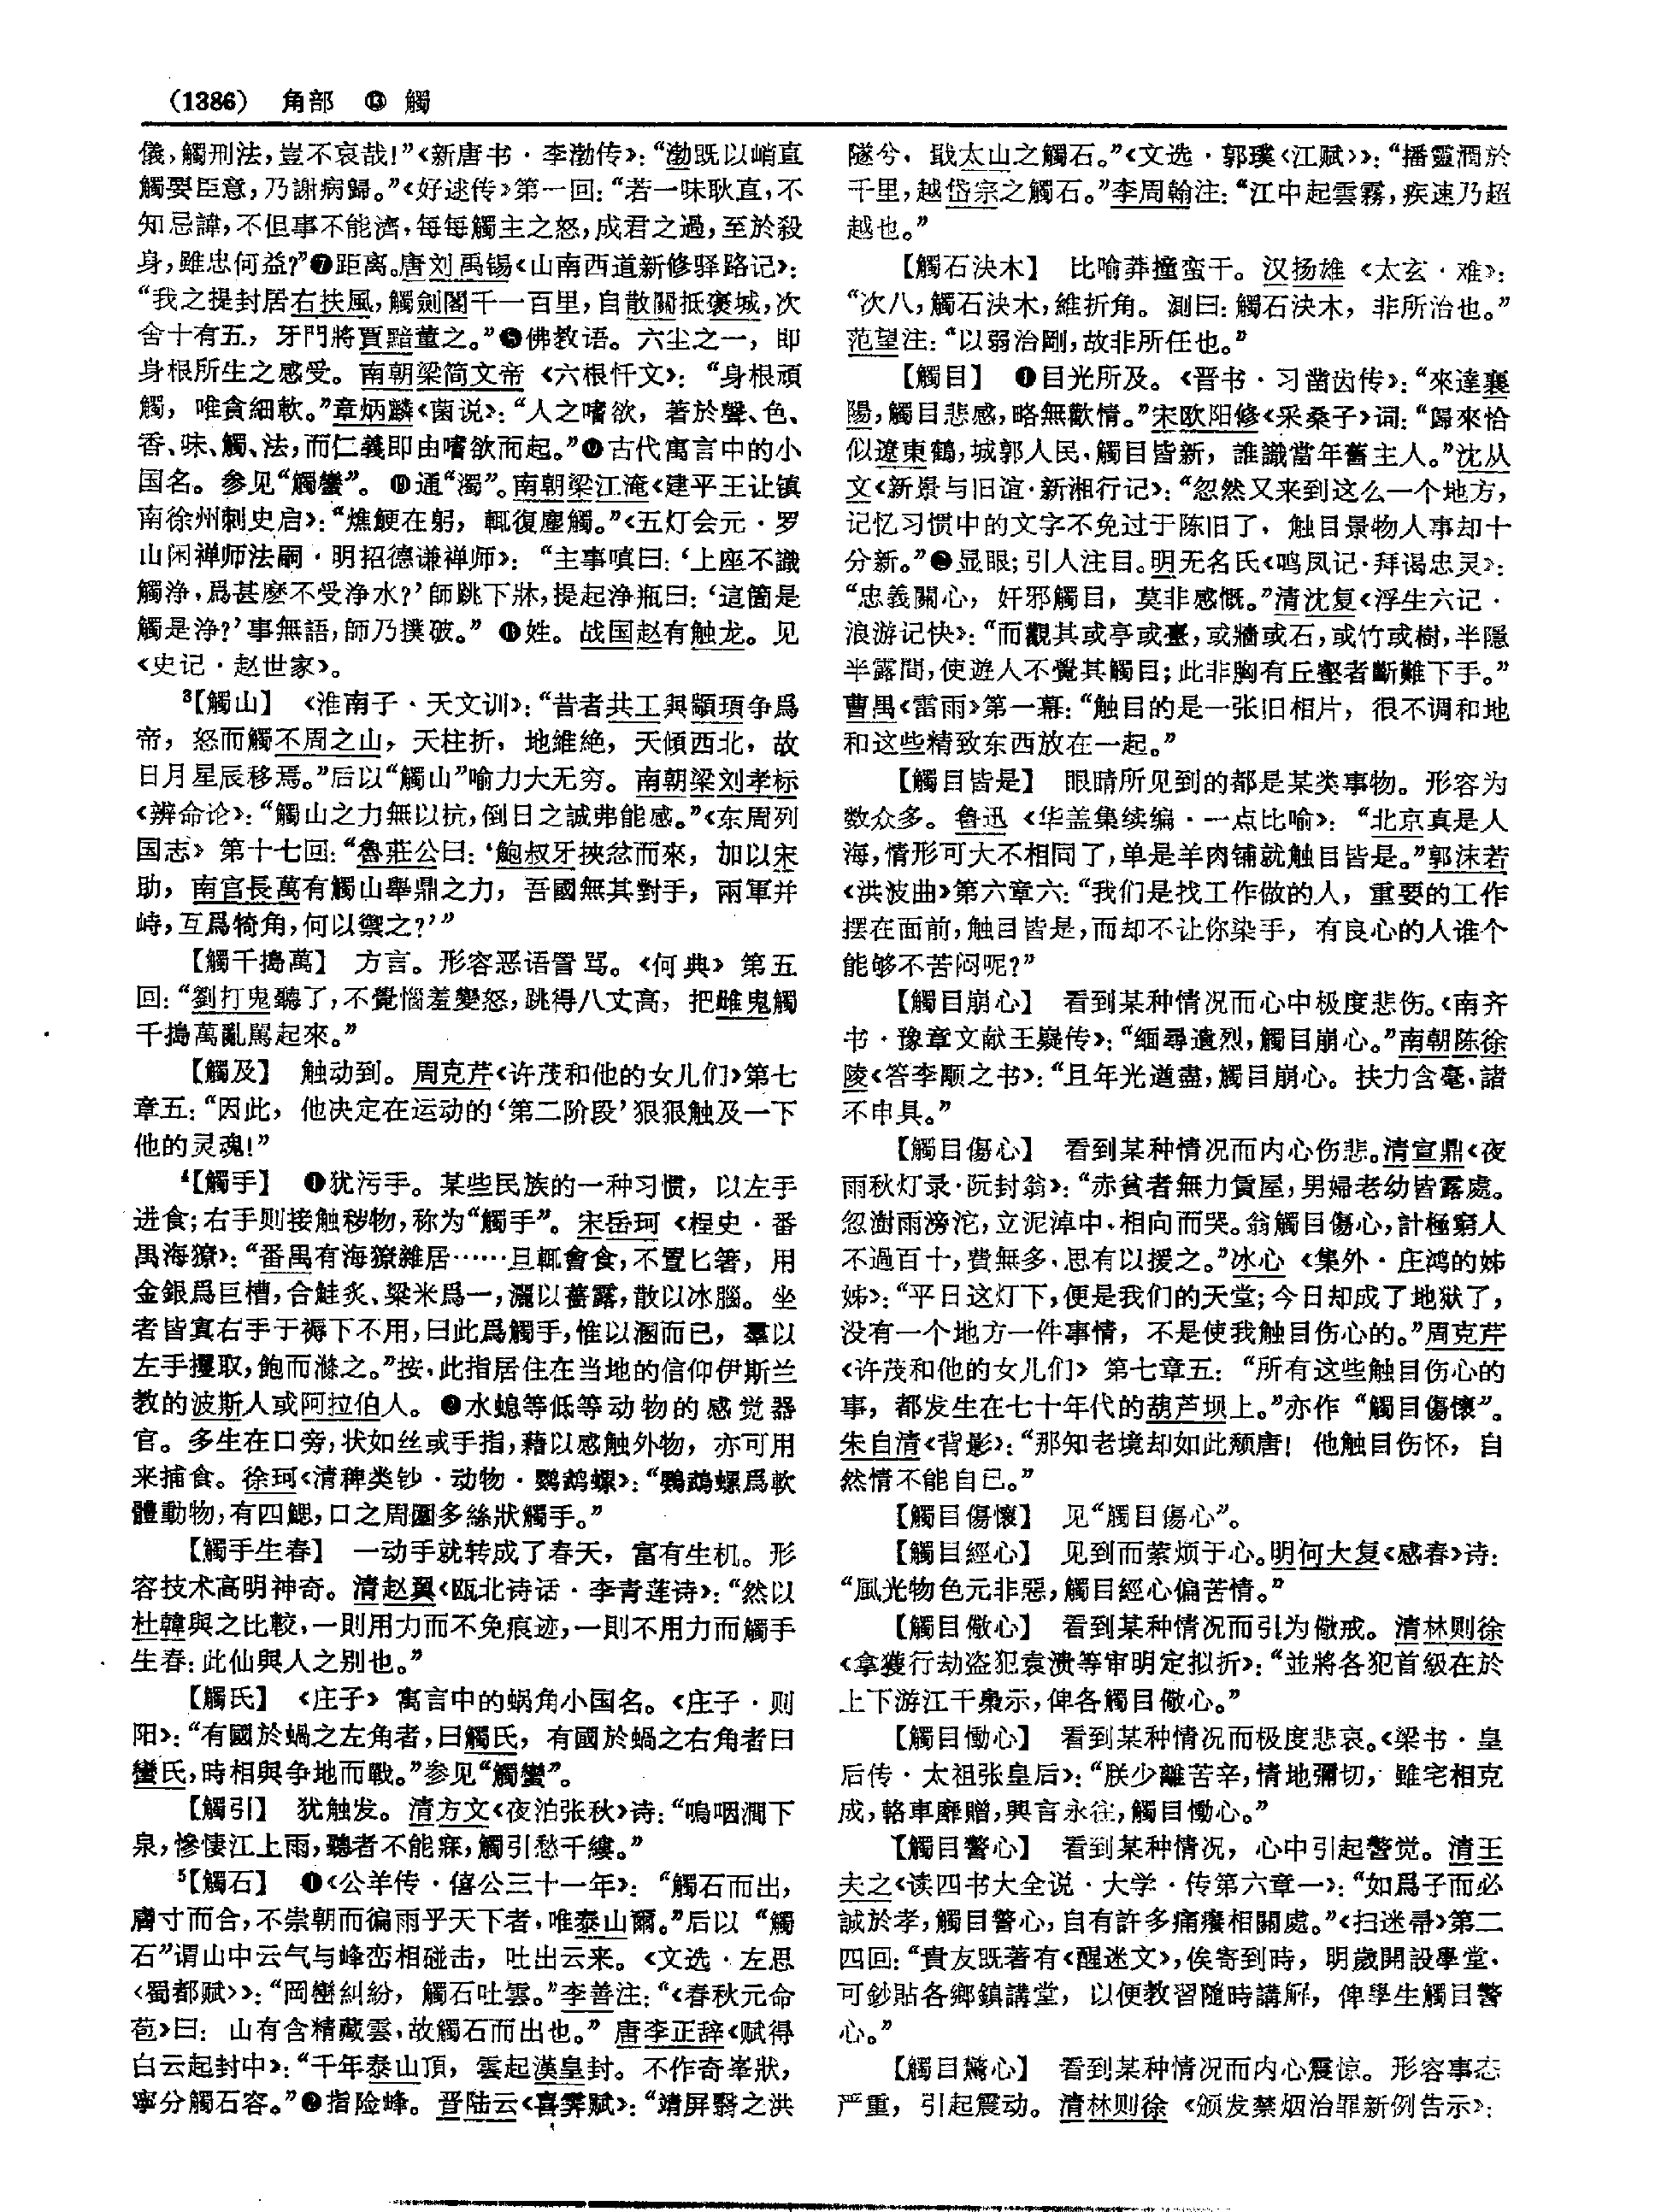 （1386） 角部 ⓭ 觸
儀，觸刑法，豈不哀哉！”《新唐书·李渤传》：“渤既以峭直
觸要臣意，乃謝病歸。”《好逑传》第一回：“若一味耿直，不
知忌諱，不但事不能濟，每每觸主之怒，成君之過，至於殺
身，雖忠何益？”❼距离。唐刘禹锡《山南西道新修驿路记》：
“我之提封居右扶風，觸劍閣千一百里，自散關抵褒城，次
舍十有五，牙門將賈黯董之。”佛教语。六尘之一，即
身根所生之感受。南朝梁简文帝《六根忏文》：“身根頑
觸，唯貪細軟。”章炳麟《菌说》：“人之嗜欲，著於聲、色、
香、味、觸、法，而仁義即由嗜欲而起。”古代寓言中的小
国名。参见“觸蠻”。❿通“濁”。南朝梁江淹《建平王让镇
南徐州刺史启》：“燋鯁在躬，輒復塵觸。”《五灯会元·罗
山闲禅师法嗣·明招德谦禅师》：“主事嗔曰：‘上座不識
觸浄，爲甚麽不受浄水？’師跳下牀，提起浄瓶曰：‘這箇是
觸是浄？’事無語，師乃撲破。”⓫姓。战国赵有触龙。见
《史记·赵世家》。
³【觸山】 《淮南子·天文训》：“昔者共工與顓頊争爲
帝，怒而觸不周之山，天柱折，地維絶，天傾西北，故
日月星辰移焉。”后以“觸山”喻力大无穷。南朝梁刘孝标
《辨命论》：“觸山之力無以抗，倒日之誠弗能感。”《东周列
国志》第十七回：“魯莊公曰：‘鮑叔牙挾忿而來，加以宋
助，南宫長萬有觸山舉鼎之力，吾國無其對手，兩軍并
峙，互爲犄角，何以禦之？’”
【觸千搗萬】 方言。形容恶语詈骂。《何典》第五
回：“劉打鬼聽了，不覺惱羞變怒，跳得八丈高，把雌鬼觸
千搗萬亂駡起來。”
【觸及】 触动到。周克芹《许茂和他的女儿们》第七
章五：“因此，他决定在运动的‘第二阶段’狠狠触及一下
他的灵魂！”
⁴【觸手】 ❶犹污手。某些民族的一种习惯，以左手
进食；右手则接触秽物，称为“觸手”。宋岳珂《桯史·番
禺海獠》：“番禺有海獠雜居……旦輒會食，不置匕箸，用
金銀爲巨槽，合鮭炙、粱米爲一，灑以薔露，散以冰腦。坐
者皆寘右手于褥下不用，曰此爲觸手，惟以溷而已，羣以
左手攫取，飽而滌之。”按，此指居住在当地的信仰伊斯兰
教的波斯人或阿拉伯人。❷水螅等低等动物的感觉器
官。多生在口旁，状如丝或手指，藉以感触外物，亦可用
来捕食。徐珂《清稗类钞·动物·鹦鹉螺》：“鸚鵡螺爲軟
體動物，有四鰓，口之周圍多絲狀觸手。”
【觸手生春】 一动手就转成了春天，富有生机。形
容技术高明神奇。清赵翼《瓯北诗话·李青莲诗》：“然以
杜韓與之比較，一則用力而不免痕迹，一則不用力而觸手
生春：此仙與人之别也。”
【觸氏】 《庄子》寓言中的蜗角小国名。《庄子·则
阳》：“有國於蝸之左角者，曰觸氏，有國於蝸之右角者曰
蠻氏，時相與争地而戰。”参见“觸蠻”。
【觸引】 犹触发。清方文《夜泊张秋》诗：“嗚咽澗下
泉，慘悽江上雨，聽者不能寐，觸引愁千縷。”
⁵【觸石】 ❶《公羊传·僖公三十一年》：“觸石而出，
膚寸而合，不崇朝而徧雨乎天下者，唯泰山爾。”后以“觸
石”谓山中云气与峰峦相碰击，吐出云来。《文选·左思
〈蜀都赋〉》：“岡巒糾紛，觸石吐雲。”李善注：“《春秋元命
苞》曰：山有含精藏雲，故觸石而出也。”唐李正辞《赋得
白云起封中》：“千年泰山頂，雲起漢皇封。不作奇峯狀，
寧分觸石容。”❷指险峰。晋陆云《喜霁赋》：“靖屏翳之洪
隧兮，戢太山之觸石。”《文选·郭璞〈江赋〉》：“播靈潤於
千里，越岱宗之觸石。”李周翰注：“江中起雲霧，疾速乃超
越也。”
【觸石決木】 比喻莽撞蛮干。汉扬雄《太玄·难》：
“次八，觸石決木，維折角。測曰：觸石決木，非所治也。”
范望注：“以弱治剛，故非所任也。”
【觸目】 ❶目光所及。《晋书·习凿齿传》：“來達襄
陽，觸目悲感，略無歡情。”宋欧阳修《采桑子》词：“歸來恰
似遼東鶴，城郭人民，觸目皆新，誰識當年舊主人。”沈从
文《新景与旧谊·新湘行记》：“忽然又来到这么一个地方，
记忆习惯中的文字不免过于陈旧了，触目景物人事却十
分新。”❷显眼；引人注目。明无名氏《鸣凤记·拜谒忠灵》：
“忠義關心，奸邪觸目，莫非感慨。”清沈复《浮生六记·
浪游记快》：“而觀其或亭或臺，或牆或石，或竹或樹，半隱
半露間，使遊人不覺其觸目；此非胸有丘壑者斷難下手。”
曹禺《雷雨》第一幕：“触目的是一张旧相片，很不调和地
和这些精致东西放在一起。”
【觸目皆是】 眼睛所见到的都是某类事物。形容为
数众多。鲁迅《华盖集续编·一点比喻》：“北京真是人
海，情形可大不相同了，单是羊肉铺就触目皆是。”郭沫若
《洪波曲》第六章六：“我们是找工作做的人，重要的工作
摆在面前，触目皆是，而却不让你染手，有良心的人谁个
能够不苦闷呢？”
【觸目崩心】 看到某种情况而心中极度悲伤。《南齐
书·豫章文献王嶷传》：“緬尋遺烈，觸目崩心。”南朝陈徐
陵《答李颙之书》：“且年光遒盡，觸目崩心。扶力含毫，諸
不申具。”
【觸目傷心】 看到某种情况而内心伤悲。清宣鼎《夜
雨秋灯录·阮封翁》：“赤貧者無力賃屋，男婦老幼皆露處。
忽澍雨滂沱，立泥淖中，相向而哭。翁觸目傷心，計極窮人
不過百十，費無多，思有以援之。”冰心《集外·庄鸿的姊
姊》：“平日这灯下，便是我们的天堂；今日却成了地狱了，
没有一个地方一件事情，不是使我触目伤心的。”周克芹
《许茂和他的女儿们》第七章五：“所有这些触目伤心的
事，都发生在七十年代的葫芦坝上。”亦作“觸目傷懷”。
朱自清《背影》：“那知老境却如此颓唐！他触目伤怀，自
然情不能自已。”
【觸目傷懷】 见“觸目傷心”。
【觸目經心】 见到而萦烦于心。明何大复《感春》诗：
“風光物色元非惡，觸目經心偏苦情。”
【觸目儆心】 看到某种情况而引为儆戒。清林则徐
《拿獲行劫盗犯袁溃等审明定拟折》：“並將各犯首級在於
上下游江干梟示，俾各觸目儆心。”
【觸目慟心】 看到某种情况而极度悲哀。《梁书·皇
后传·太祖张皇后》：“朕少離苦辛，情地彌切，雖宅相克
成，輅車靡贈，興言永往，觸目慟心。”
【觸目警心】 看到某种情况，心中引起警觉。清王
夫之《读四书大全说·大学·传第六章一》：“如爲子而必
誠於孝，觸目警心，自有許多痛癢相關處。”《扫迷帚》第二
四回：“貴友既著有《醒迷文》，俟寄到時，明歲開設學堂，
可鈔貼各鄉鎮講堂，以便教習隨時講解，俾學生觸目警
心。”
【觸目驚心】 看到某种情况而内心震惊。形容事态
严重，引起震动。清林则徐《颁发禁烟治罪新例告示》：